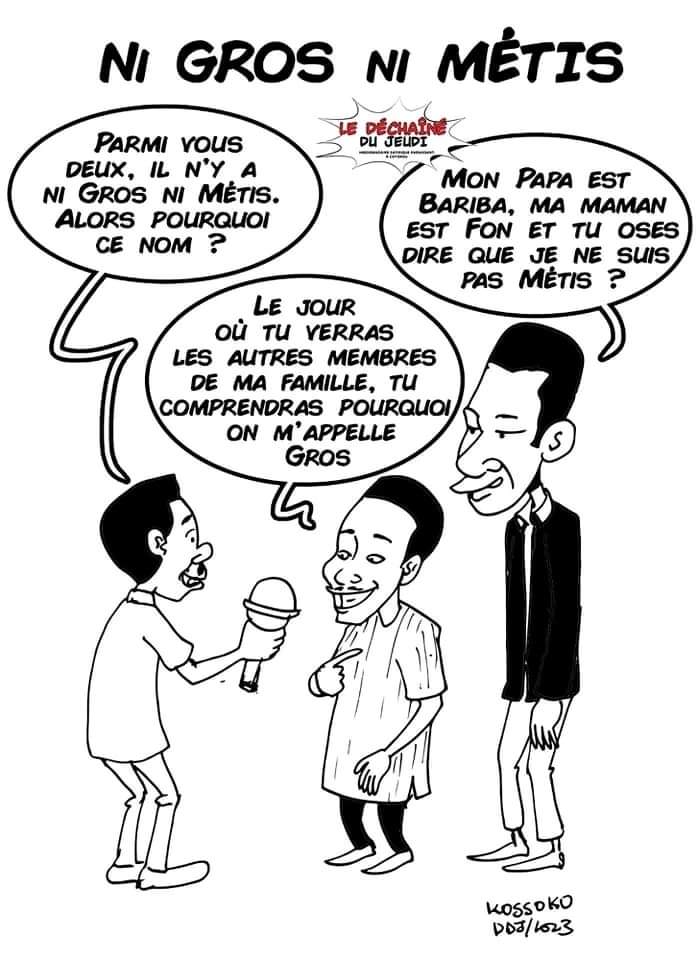 NI GROS NI MÉTIS
LE DÉCHAÎNÉ
DU JEUDI
PARMI VOUS
DEUX, IL N'Y A
NI GROS NI MÉTIS.
ALORS POURQUOI
CE NOM ?
MON PAPA EST
BARIBA, MA MAMAN
EST FON ET TU OSES
DIRE QUE JE NE SUIS
PAS MÉTIS ?
LE JOUR
OÙ TU VERRAS
LES AUTRES MEMBRES
DE MA FAMILLE, TU
COMPRENDRAS POURQUOI
ON M'APPELLE
GROS
KOSSOKO
DDJ/2023